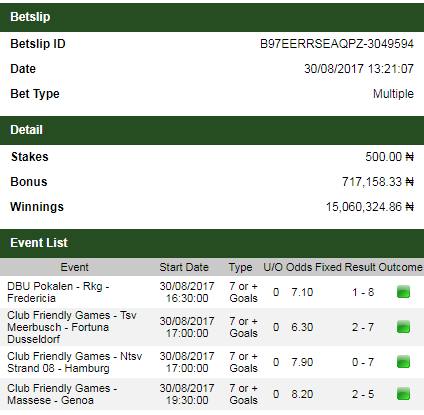 Betslip
Betslip ID B97EERRSEAQPZ-3049594
Date 30/08/2017 13:21:07
Bet Type Multiple
Detail
Stakes 500.00 ₦
Bonus 717,158.33 ₦
Winnings 15,060,324.86 ₦
Event List
Event Start Date Type U/O Odds Fixed Result Outcome
DBU Pokalen - Rkg - Fredericia 30/08/2017 16:30:00 7 or + Goals 0 7.10 1 - 8
Club Friendly Games - Tsv Meerbusch - Fortuna Dusseldorf 30/08/2017 17:00:00 7 or + Goals 0 6.30 2 - 7
Club Friendly Games - Ntsv Strand 08 - Hamburg 30/08/2017 17:00:00 7 or + Goals 0 7.90 0 - 7
Club Friendly Games - Massese - Genoa 30/08/2017 19:30:00 7 or + Goals 0 8.20 2 - 5